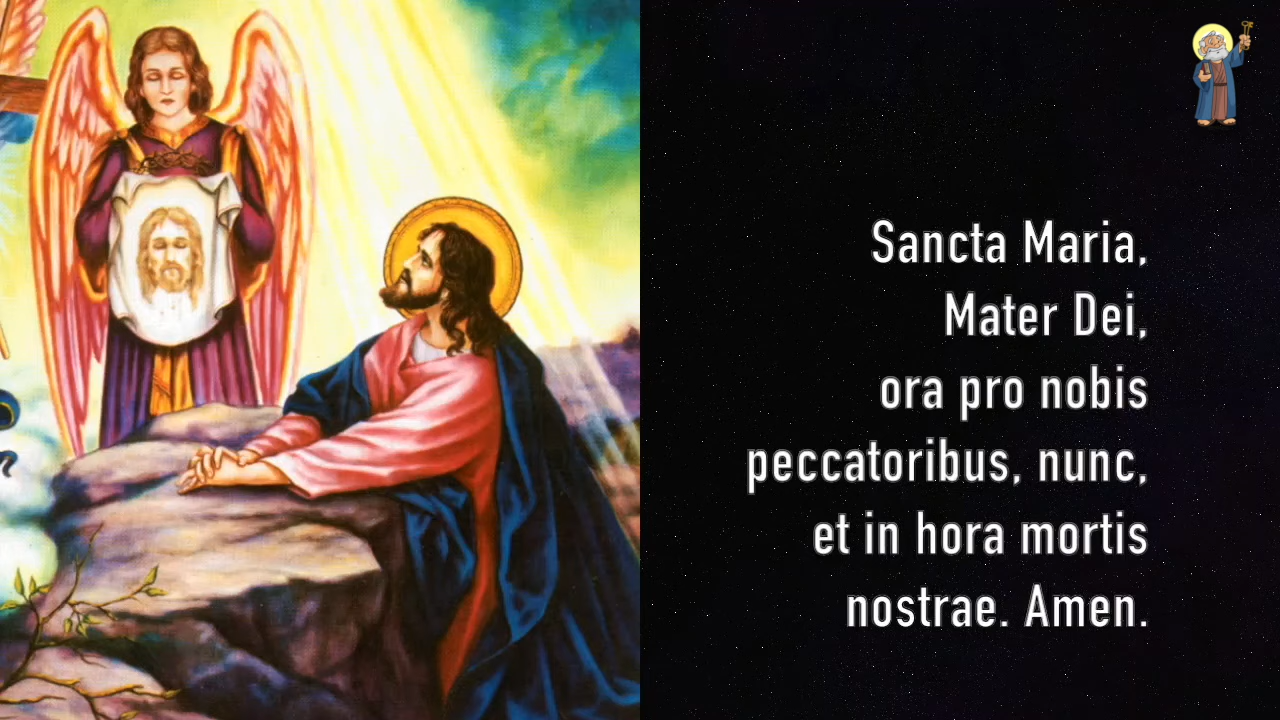 Sancta Maria,
Mater Dei,
ora pro nobis
peccatoribus, nunc,
et in hora mortis
nostrae. Amen.